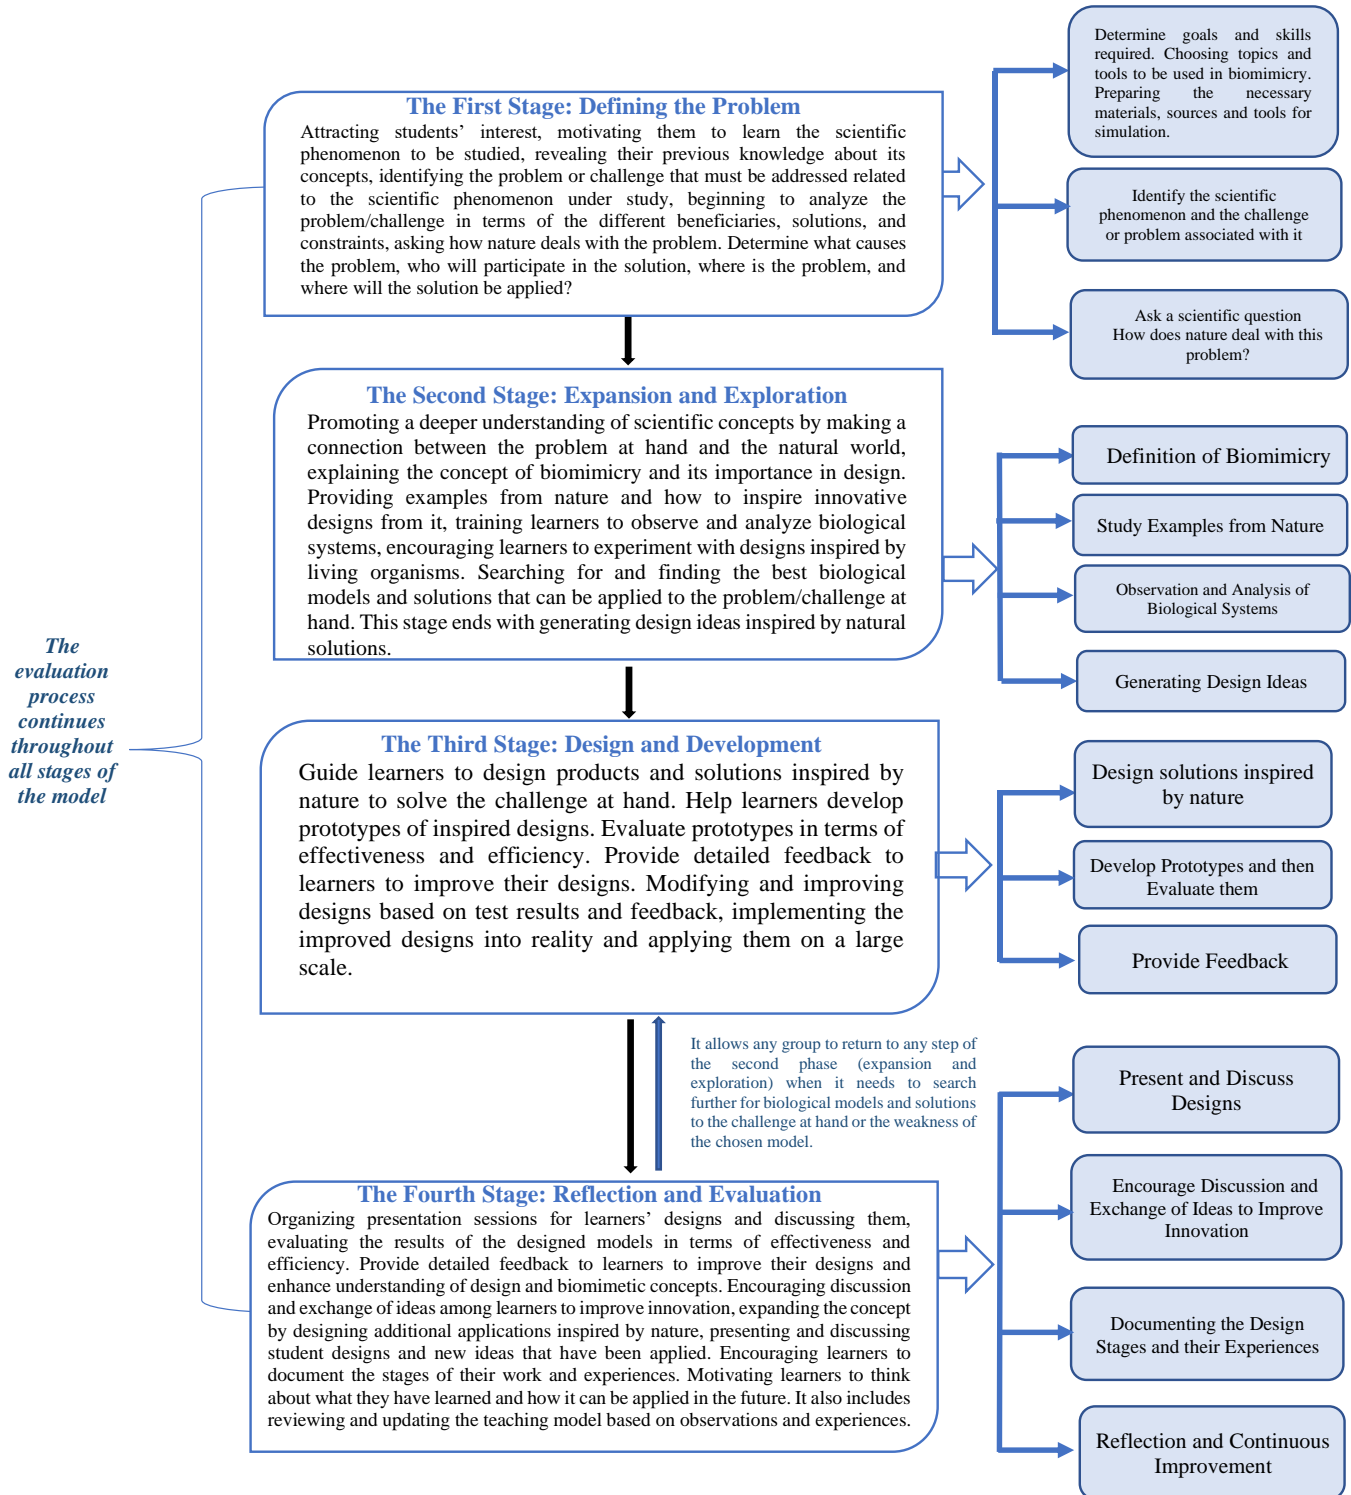 The First Stage: Defining the Problem
Attracting students’ interest, motivating them to learn the scientific
phenomenon to be studied, revealing their previous knowledge about its
concepts, identifying the problem or challenge that must be addressed related
to the scientific phenomenon under study, beginning to analyze the
problem/challenge in terms of the different beneficiaries, solutions, and
constraints, asking how nature deals with the problem. Determine what causes
the problem, who will participate in the solution, where is the problem, and
where will the solution be applied?
Determine goals and skills
required. Choosing topics and
tools to be used in biomimicry.
Preparing the necessary
materials, sources and tools for
simulation.
Identify the scientific
phenomenon and the challenge
or problem associated with it
Ask a scientific question
How does nature deal with this
problem?
The Second Stage: Expansion and Exploration
Promoting a deeper understanding of scientific concepts by making a
connection between the problem at hand and the natural world,
explaining the concept of biomimicry and its importance in design.
Providing examples from nature and how to inspire innovative
designs from it, training learners to observe and analyze biological
systems, encouraging learners to experiment with designs inspired by
living organisms. Searching for and finding the best biological
models and solutions that can be applied to the problem/challenge at
hand. This stage ends with generating design ideas inspired by natural
solutions.
Definition of Biomimicry
Study Examples from Nature
Observation and Analysis of
Biological Systems
Generating Design Ideas
The
evaluation
process
continues
throughout
all stages of
the model
The Third Stage: Design and Development
Guide learners to design products and solutions inspired by
nature to solve the challenge at hand. Help learners develop
prototypes of inspired designs. Evaluate prototypes in terms of
effectiveness and efficiency. Provide detailed feedback to
learners to improve their designs. Modifying and improving
designs based on test results and feedback, implementing the
improved designs into reality and applying them on a large
scale.
Design solutions inspired
by nature
Develop Prototypes and then
Evaluate them
Provide Feedback
It allows any group to return to any step of
the second phase (expansion and
exploration) when it needs to search
further for biological models and solutions
to the challenge at hand or the weakness of
the chosen model.
The Fourth Stage: Reflection and Evaluation
Organizing presentation sessions for learners’ designs and discussing them,
evaluating the results of the designed models in terms of effectiveness and
efficiency. Provide detailed feedback to learners to improve their designs and
enhance understanding of design and biomimetic concepts. Encouraging discussion
and exchange of ideas among learners to improve innovation, expanding the concept
by designing additional applications inspired by nature, presenting and discussing
student designs and new ideas that have been applied. Encouraging learners to
document the stages of their work and experiences. Motivating learners to think
about what they have learned and how it can be applied in the future. It also includes
reviewing and updating the teaching model based on observations and experiences.
Present and Discuss
Designs
Encourage Discussion and
Exchange of Ideas to Improve
Innovation
Documenting the Design
Stages and their Experiences
Reflection and Continuous
Improvement